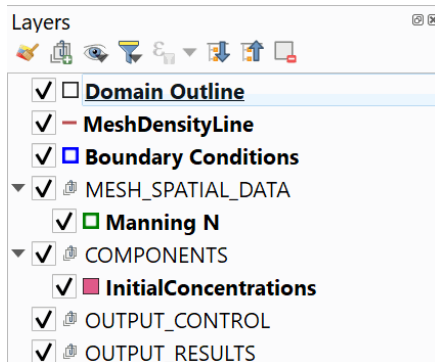 Layers
Domain Outline
MeshDensityLine
Boundary Conditions
MESH_SPATIAL_DATA
Manning N
COMPONENTS
InitialConcentrations
OUTPUT_CONTROL
OUTPUT_RESULTS